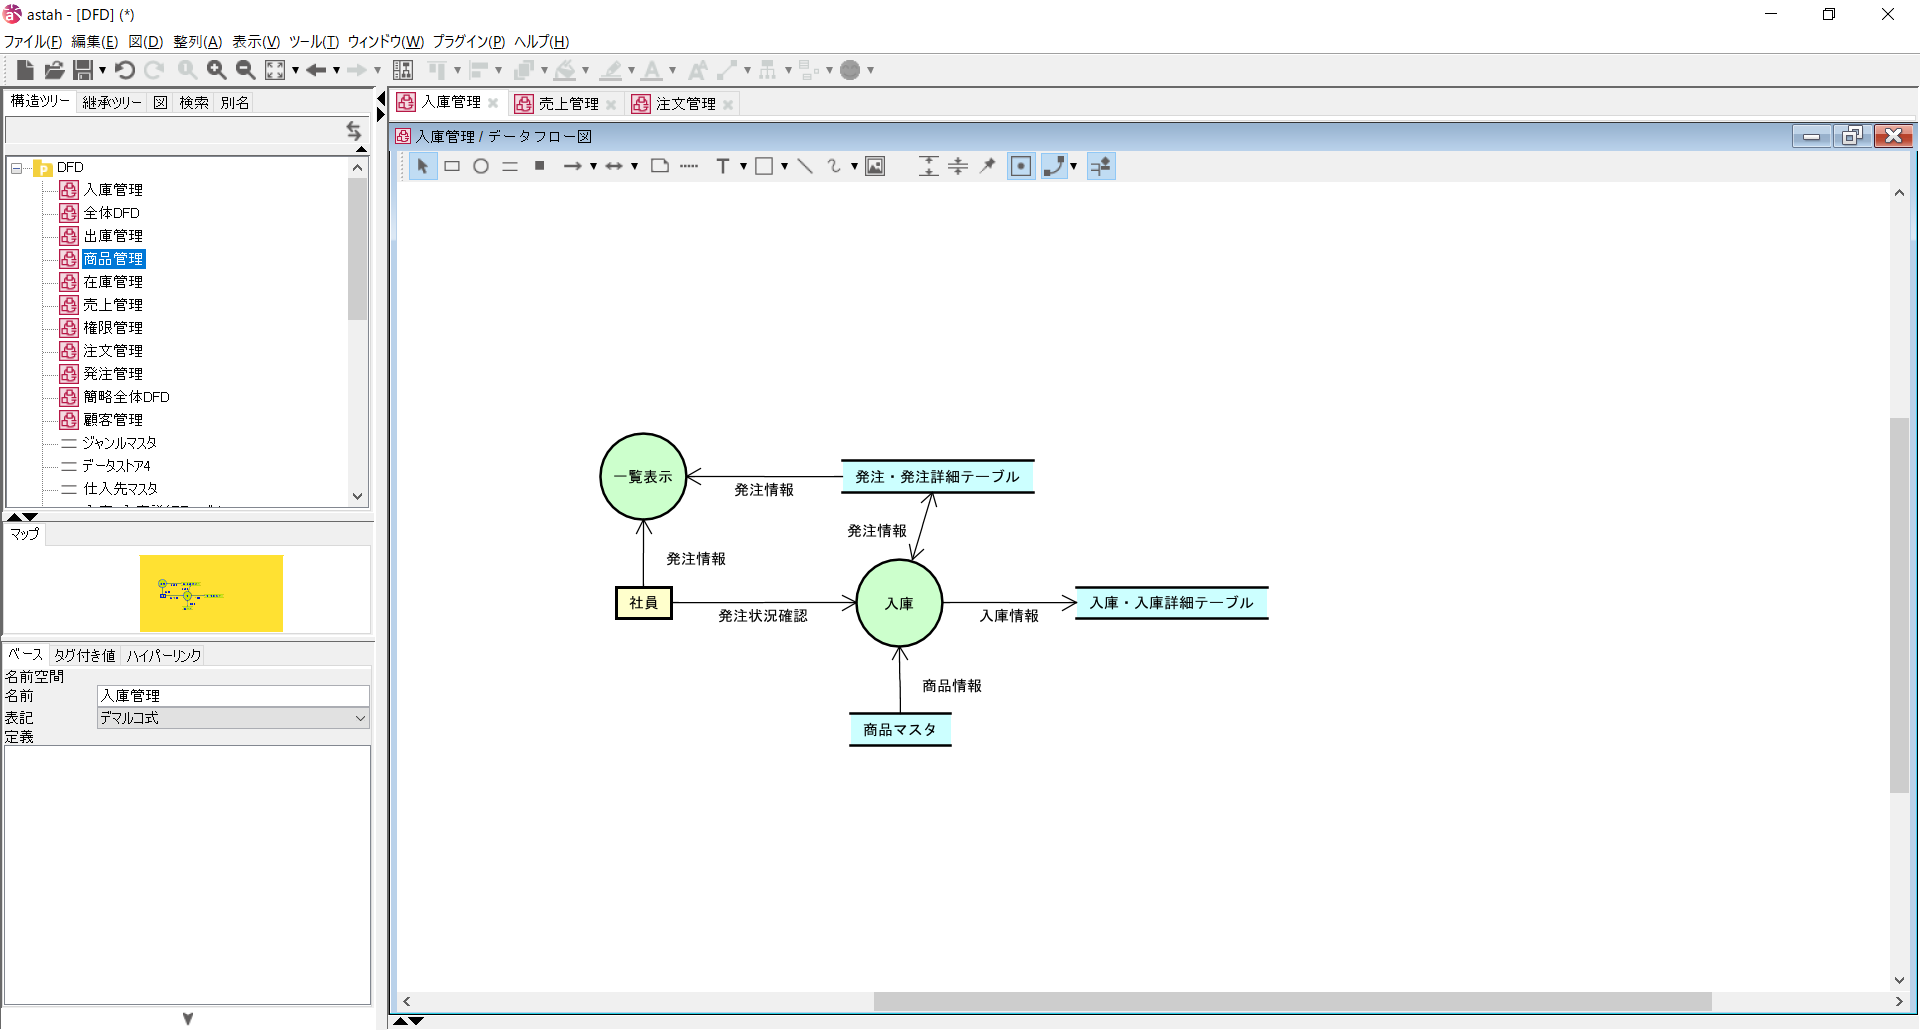 astah - [DFD] (*)
ファイル(F) 編集(E) 図(D) 整列(A) 表示(V) ツール(T) ウィンドウ(W) プラグイン(P) ヘルプ(H)
構造ツリー 継承ツリー 図 検索 別名
DFD
入庫管理
全体DFD
出庫管理
商品管理
在庫管理
売上管理
権限管理
注文管理
発注管理
簡略全体DFD
顧客管理
ジャンルマスタ
データストア4
仕入先マスタ
マップ
ベース タグ付き値 ハイパーリンク
名前空間
名前 入庫管理
表記 デマルコ式
定義
入庫管理 売上管理 注文管理
入庫管理 / データフロー図
一覧表示
発注情報
発注・発注詳細テーブル
発注情報
発注情報
社員
発注状況確認
入庫
入庫情報
入庫・入庫詳細テーブル
商品情報
商品マスタ